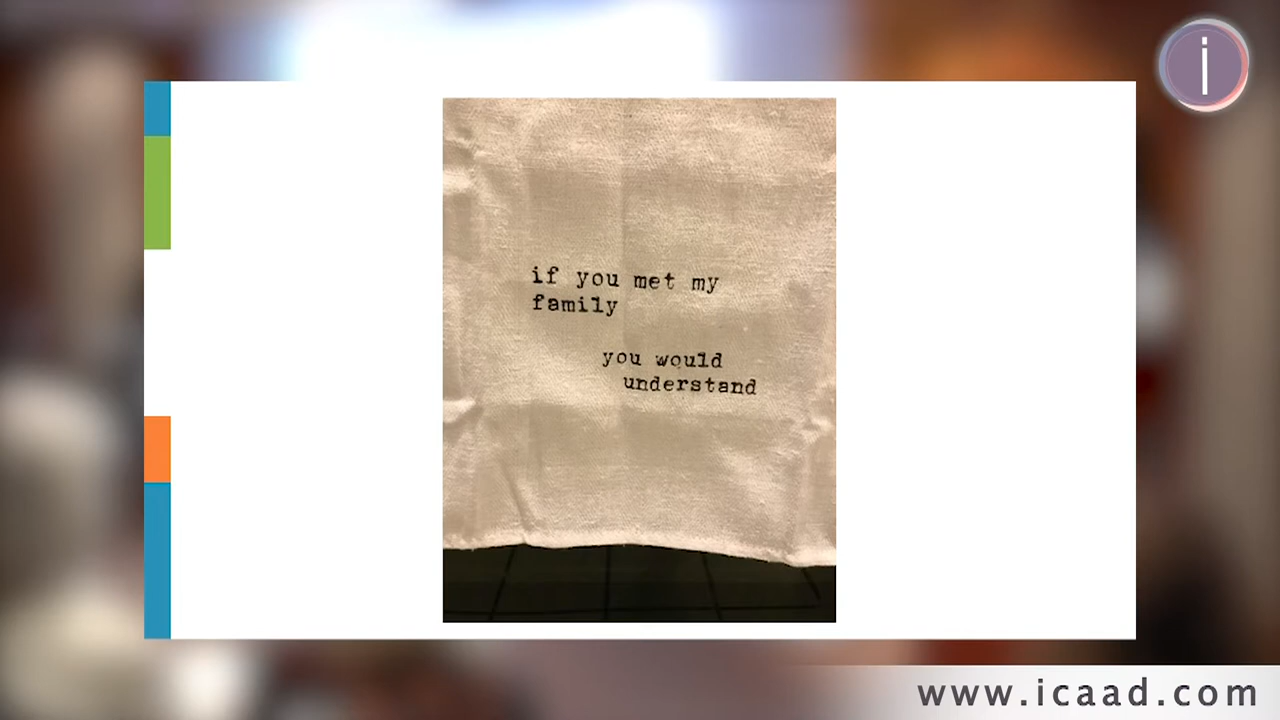 i
if you met my
family
you would
understand
www.icaad.com